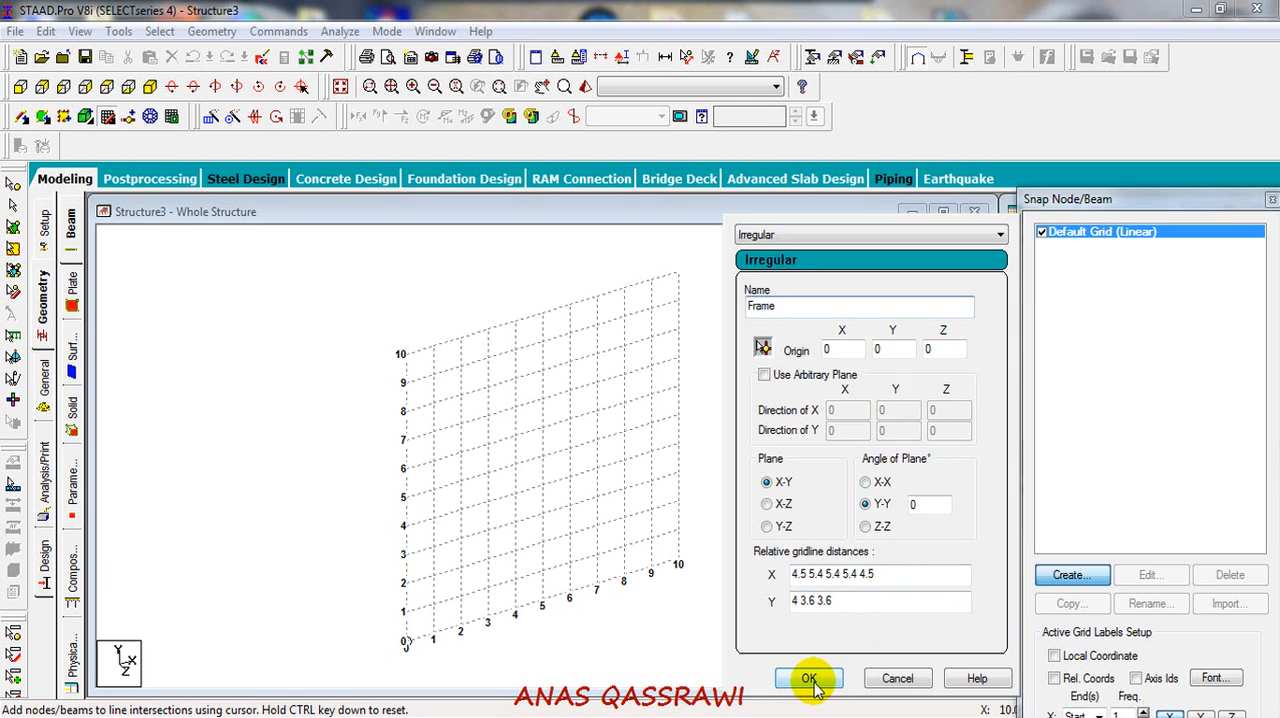 STAAD.Pro V8i (SELECTseries 4) - Structure3
File Edit View Tools Select Geometry Commands Analyze Mode Window Help
Modeling Postprocessing Steel Design Concrete Design Foundation Design RAM Connection Bridge Deck Advanced Slab Design Piping Earthquake
Setup
Geometry
General
Analysis/Print
Design
Beam
Plate
Surf...
Solid
Parame...
Compos...
Physica...
Structure3 - Whole Structure
10
9
8
7
6
5
4
3
2
1
0
0 1 2 3 4 5 6 7 8 9 10
Y
X
Z
Irregular
Irregular
Name
Frame
X Y Z
Origin 0 0 0
Use Arbitrary Plane
X Y Z
Direction of X 0 0 0
Direction of Y 0 0 0
Plane Angle of Plane°
X-Y X-X
X-Z Y-Y 0
Y-Z Z-Z
Relative gridline distances :
X 4.5 5.4 5.4 5.4 4.5
Y 4 3.6 3.6
OK Cancel Help
Snap Node/Beam
Default Grid (Linear)
Create... Edit... Delete
Copy... Rename... Import...
Active Grid Labels Setup
Local Coordinate
Rel. Coords Axis Ids Font...
End(s) Freq.
X: Start 1
ANAS QASSRAWI
Add nodes/beams to line intersections using cursor. Hold CTRL key down to reset.